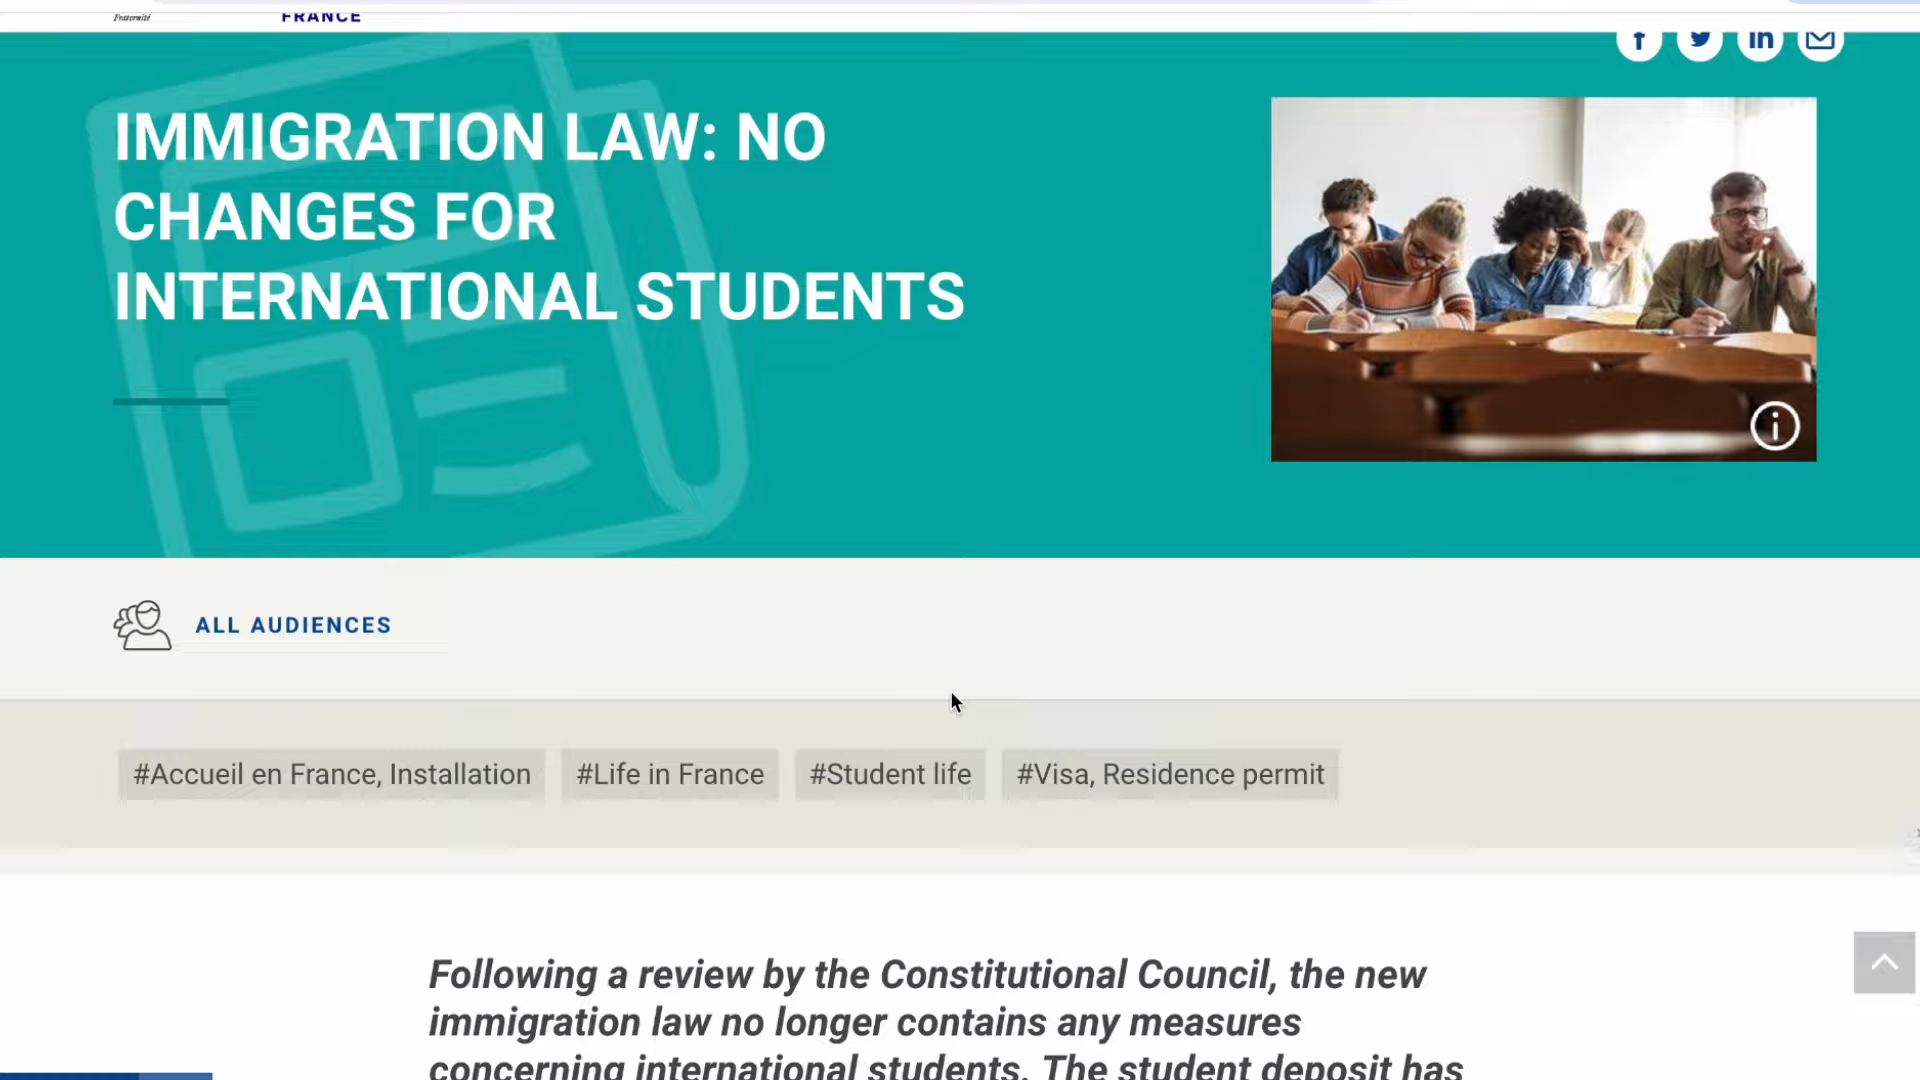 Fraternité
FRANCE
IMMIGRATION LAW: NO
CHANGES FOR
INTERNATIONAL STUDENTS
ALL AUDIENCES
#Accueil en France, Installation
#Life in France
#Student life
#Visa, Residence permit
Following a review by the Constitutional Council, the new
immigration law no longer contains any measures
concerning international students. The student deposit has